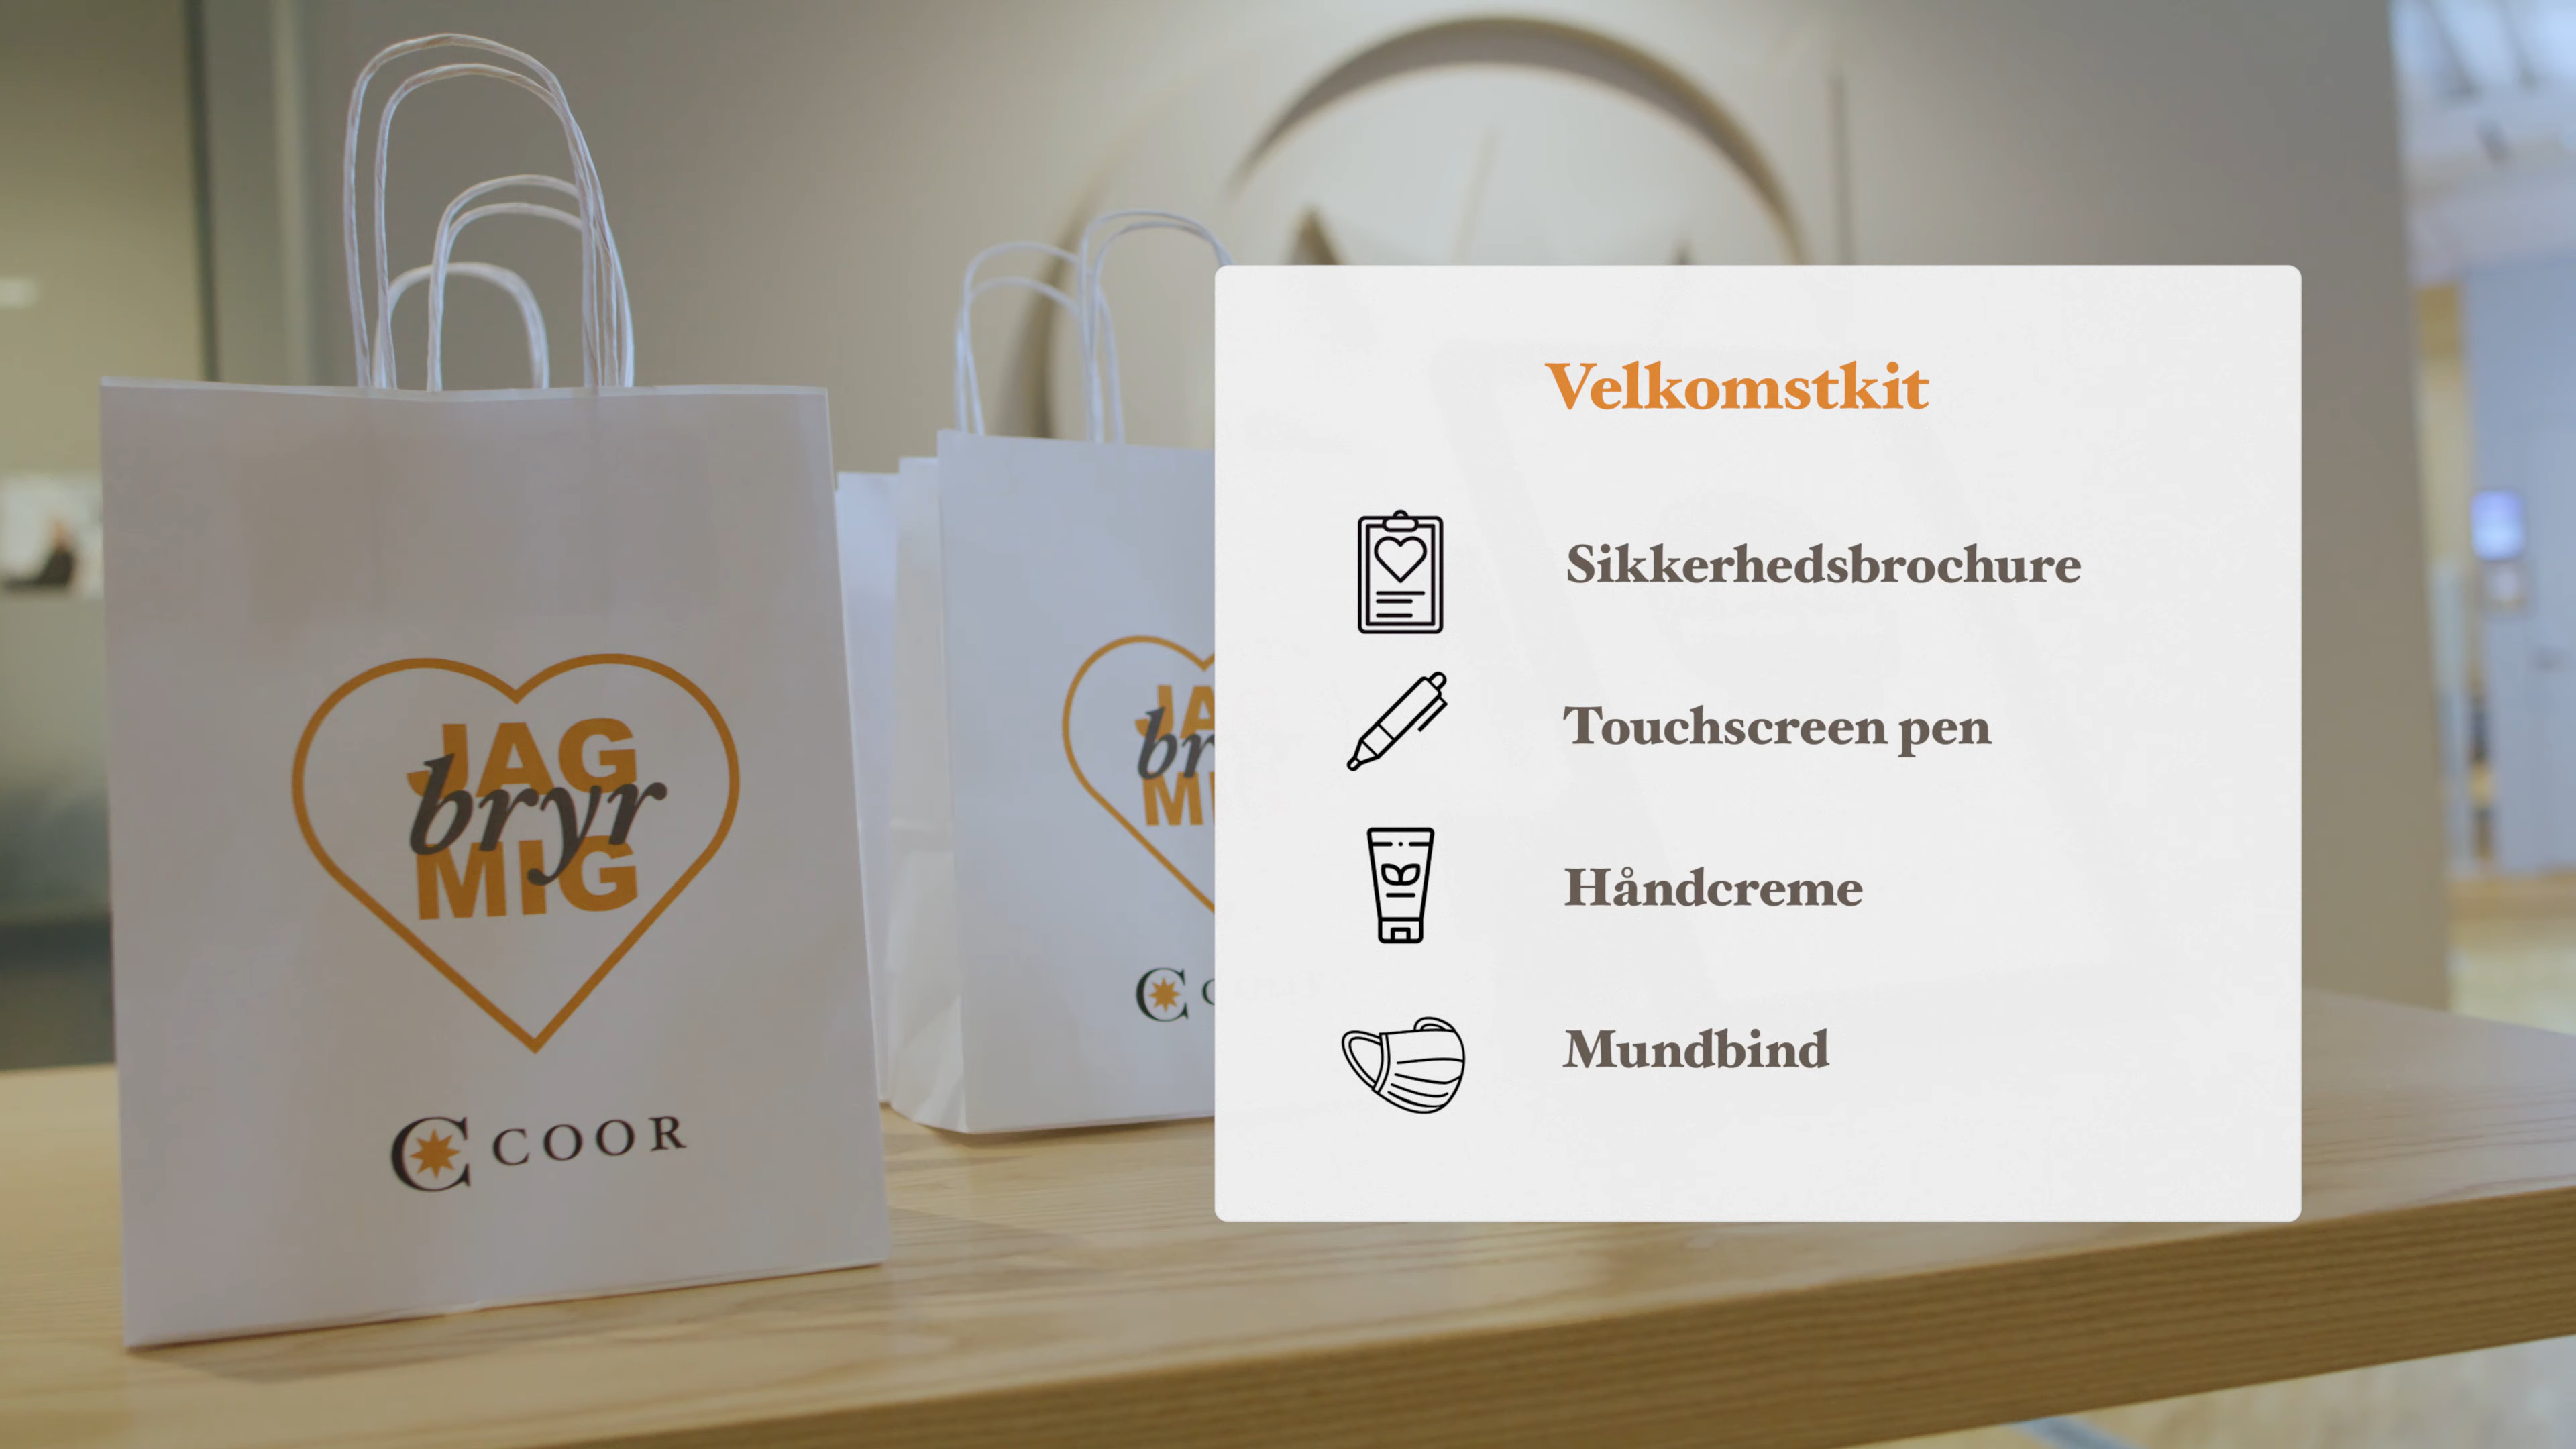 JAG
bryr
MIG
COOR
Velkomstkit
Sikkerhedsbrochure
Touchscreen pen
Håndcreme
Mundbind